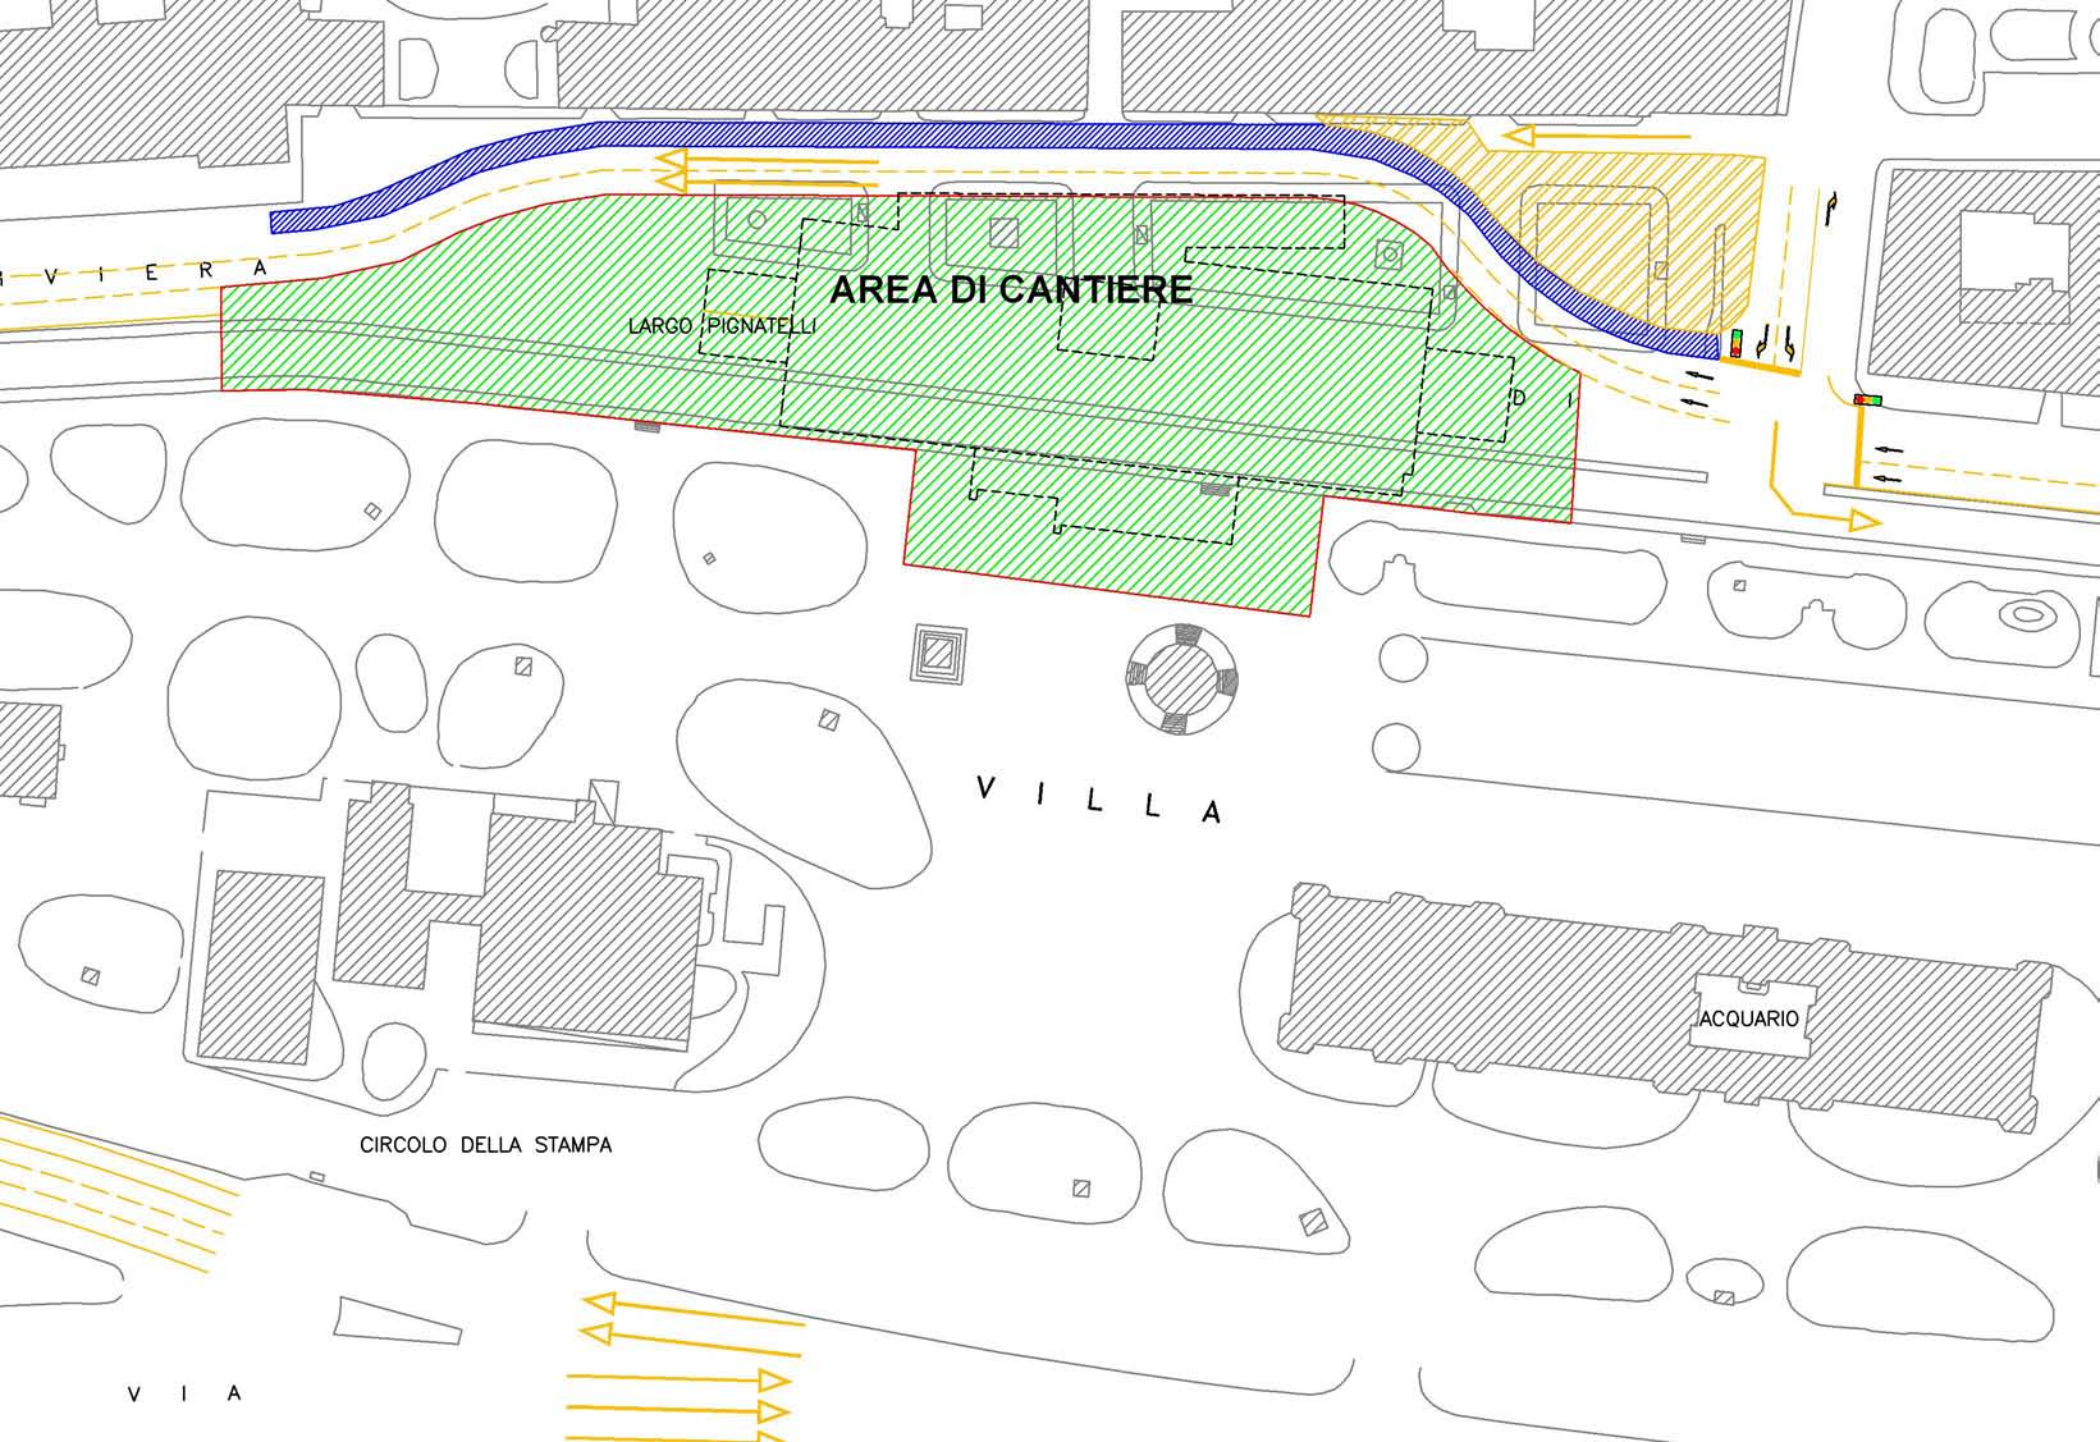 V I E R A
AREA DI CANTIERE
LARGO PIGNATELLI
D I
V I L L A
ACQUARIO
CIRCOLO DELLA STAMPA
V I A